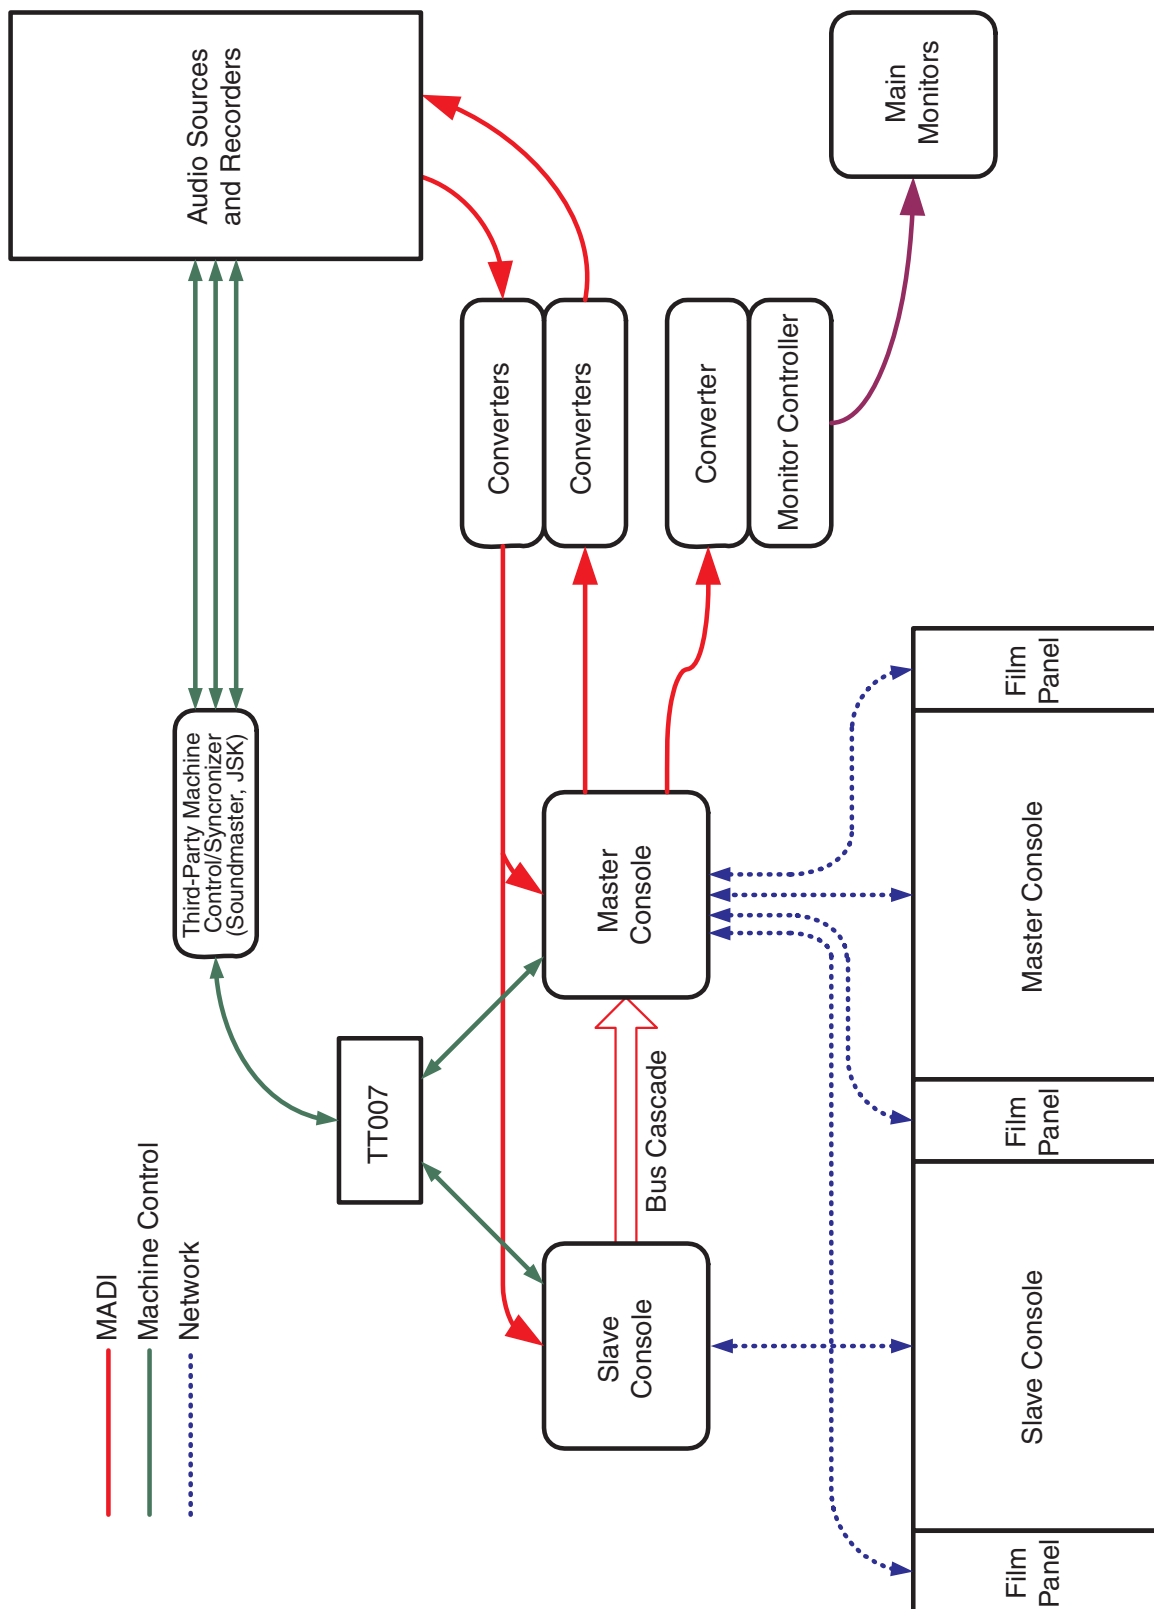 MADI
Machine Control
Network
Audio Sources
and Recorders
Third-Party Machine
Control/Syncronizer
(Soundmaster, JSK)
TT007
Converters
Converters
Converter
Monitor Controller
Main
Monitors
Slave
Console
Bus Cascade
Master
Console
Film
Panel
Slave Console
Film
Panel
Master Console
Film
Panel